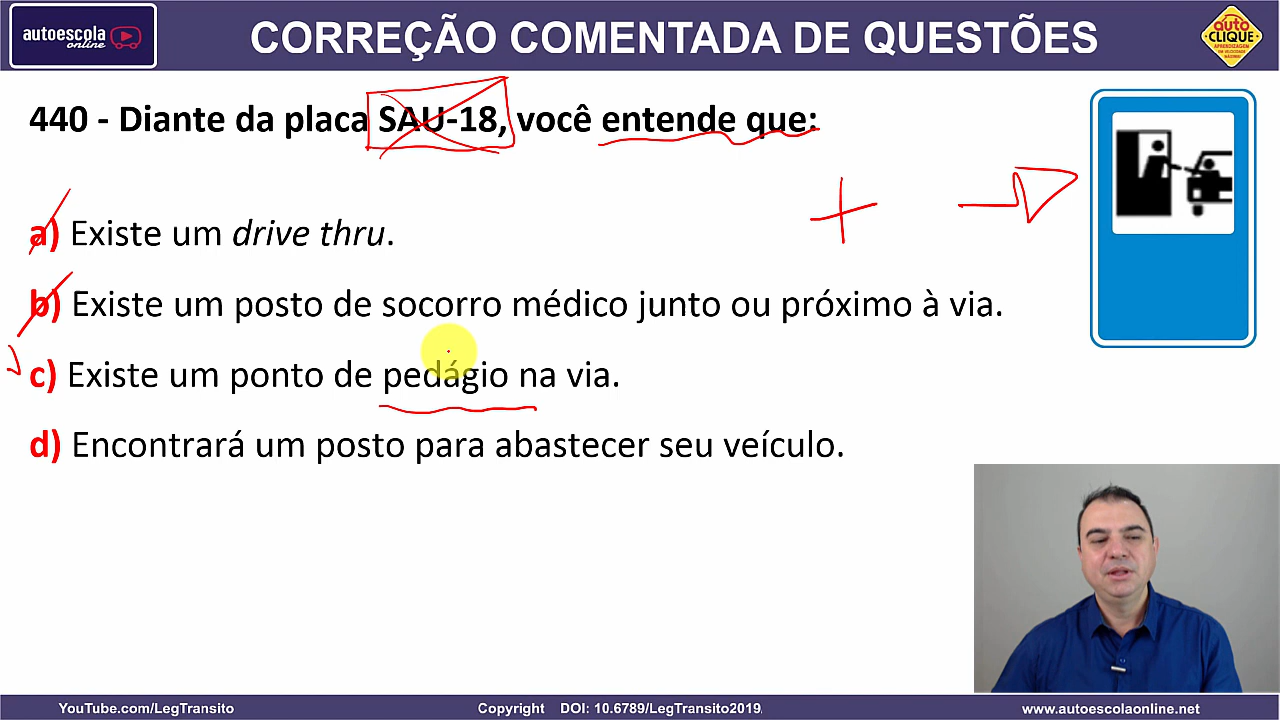 autoescola
online
CORREÇÃO COMENTADA DE QUESTÕES
auto
CLIQUE
440 - Diante da placa SAU-18, você entende que:
a) Existe um drive thru.
b) Existe um posto de socorro médico junto ou próximo à via.
c) Existe um ponto de pedágio na via.
d) Encontrará um posto para abastecer seu veículo.
YouTube.com/LegTransito
Copyright DOI: 10.6789/LegTransito2019
www.autoescolaonline.net